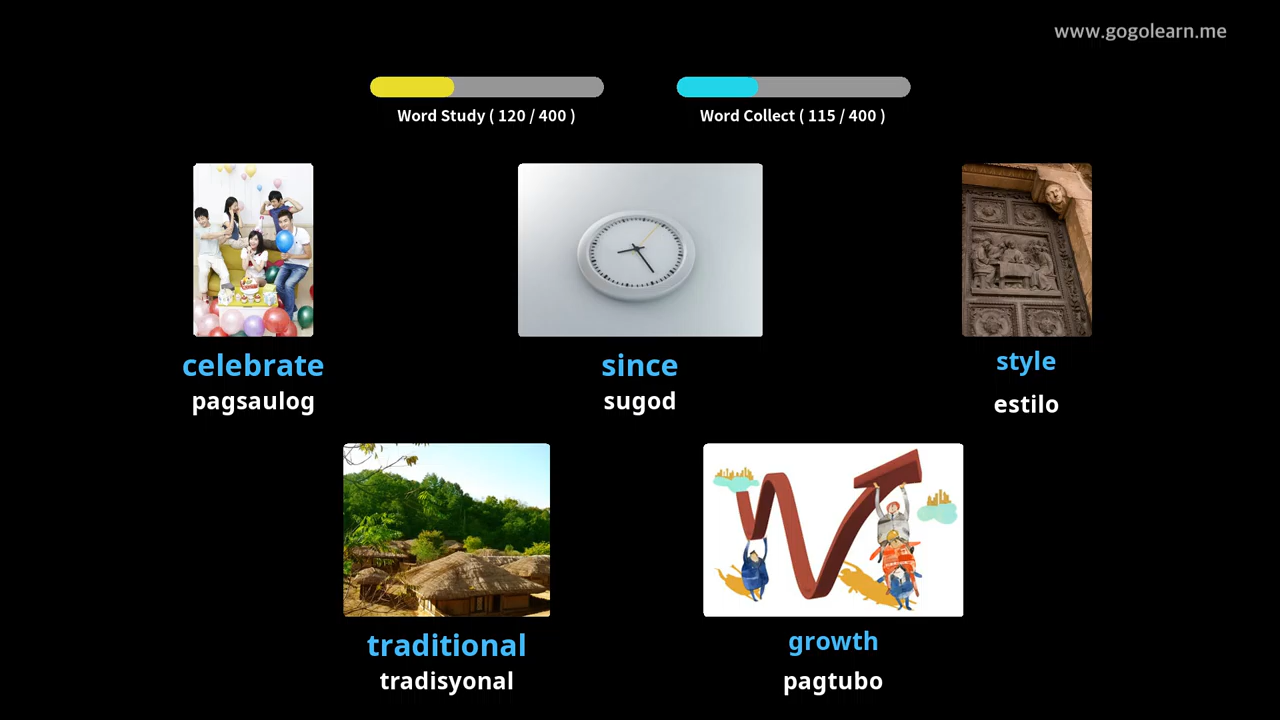 www.gogolearn.me
Word Study ( 120 / 400 )
Word Collect ( 115 / 400 )
celebrate
pagsaulog
since
sugod
style
estilo
traditional
tradisyonal
growth
pagtubo